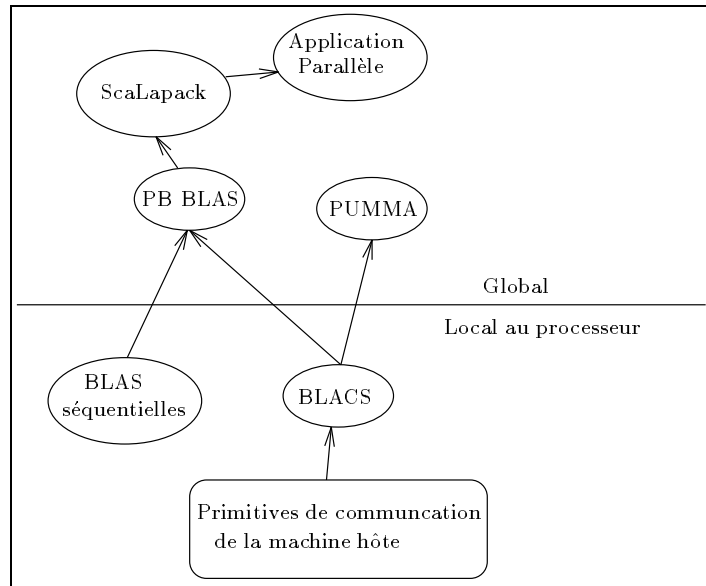 Application
Parallèle
ScaLapack
PB BLAS
PUMMA
Global
Local au processeur
BLAS
séquentielles
BLACS
Primitives de communcation
de la machine hôte